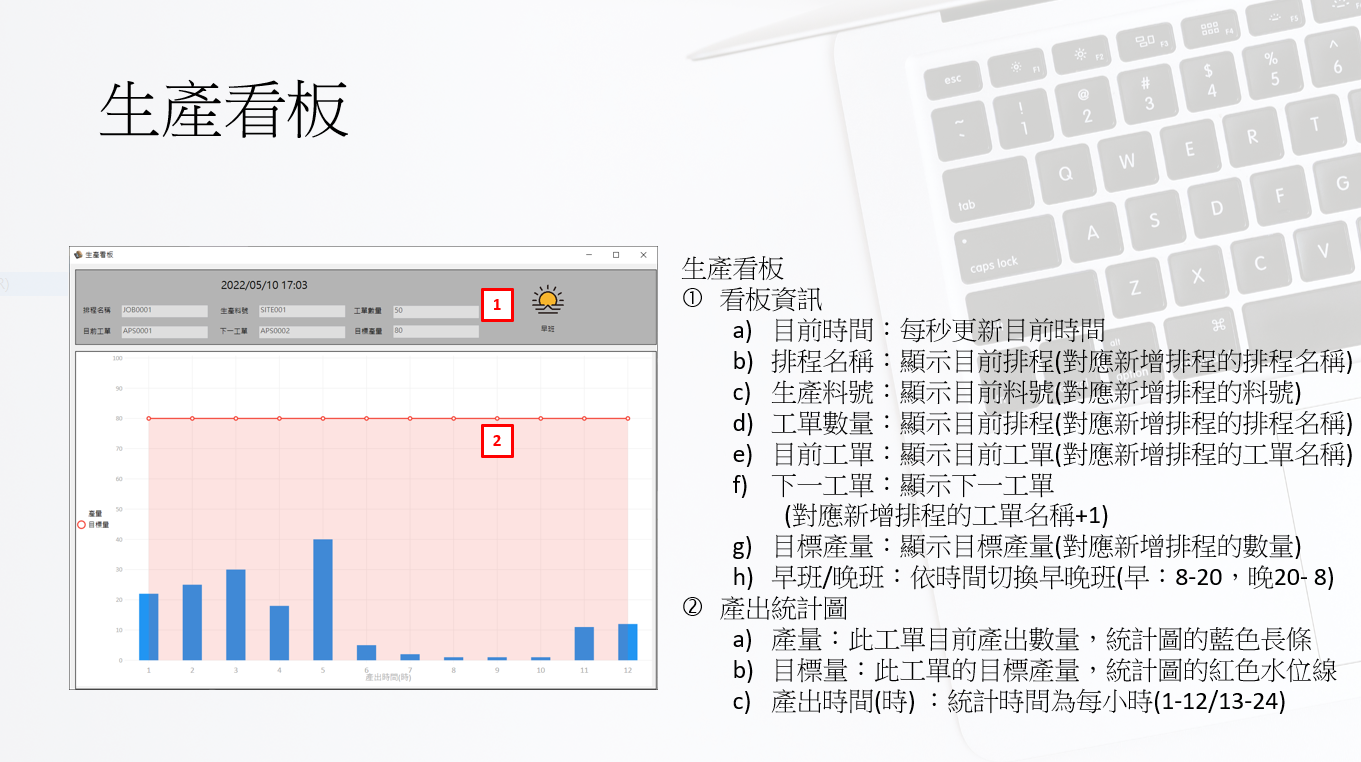 生產看板
生產看板
2022/05/10 17:03
排程名稱 JOB0001 生產料號 SITE001 工單數量 50
目前工單 APS0001 下一工單 APS0002 目標產量 80
1
早班
100
90
80
70
60
50
40
30
20
10
0
2
產量
目標量
1 2 3 4 5 6 7 8 9 10 11 12
產出時間(時)
生產看板
① 看板資訊
a) 目前時間：每秒更新目前時間
b) 排程名稱：顯示目前排程(對應新增排程的排程名稱)
c) 生產料號：顯示目前料號(對應新增排程的料號)
d) 工單數量：顯示目前排程(對應新增排程的排程名稱)
e) 目前工單：顯示目前工單(對應新增排程的工單名稱)
f) 下一工單：顯示下一工單
(對應新增排程的工單名稱+1)
g) 目標產量：顯示目標產量(對應新增排程的數量)
h) 早班/晚班：依時間切換早晚班(早：8-20，晚20- 8)
② 產出統計圖
a) 產量：此工單目前產出數量，統計圖的藍色長條
b) 目標量：此工單的目標產量，統計圖的紅色水位線
c) 產出時間(時) ：統計時間為每小時(1-12/13-24)
esc F1 F2 F3 F4 F5
~ ` ! 1 @ 2 # 3 $ 4 % 5 ^ 6
tab Q W E R T
caps lock A S D F G
Z X C V
alt
⌘